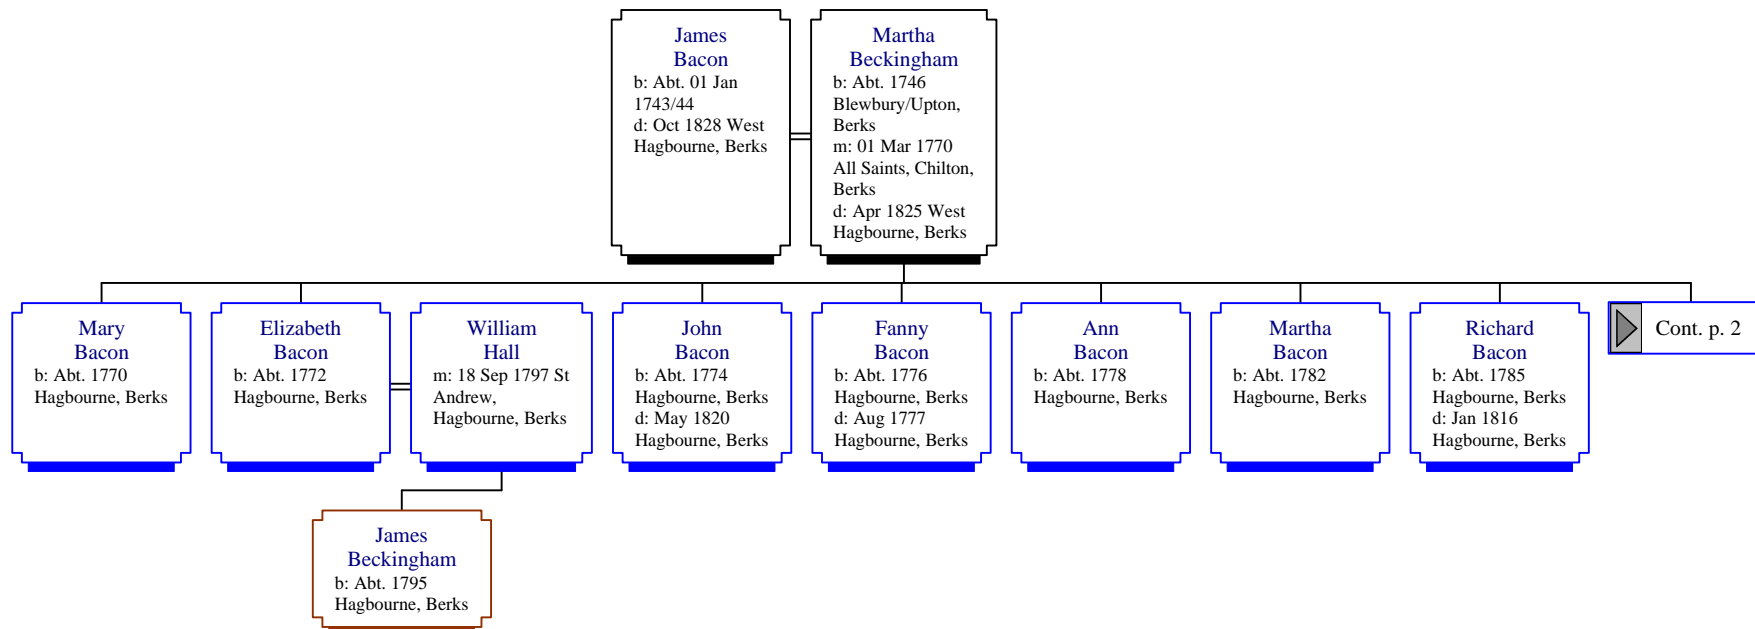 James
Bacon
b: Abt. 01 Jan
1743/44
d: Oct 1828 West
Hagbourne, Berks
Martha
Beckingham
b: Abt. 1746
Blewbury/Upton,
Berks
m: 01 Mar 1770
All Saints, Chilton,
Berks
d: Apr 1825 West
Hagbourne, Berks
Mary
Bacon
b: Abt. 1770
Hagbourne, Berks
Elizabeth
Bacon
b: Abt. 1772
Hagbourne, Berks
William
Hall
m: 18 Sep 1797 St
Andrew,
Hagbourne, Berks
John
Bacon
b: Abt. 1774
Hagbourne, Berks
d: May 1820
Hagbourne, Berks
Fanny
Bacon
b: Abt. 1776
Hagbourne, Berks
d: Aug 1777
Hagbourne, Berks
Ann
Bacon
b: Abt. 1778
Hagbourne, Berks
Martha
Bacon
b: Abt. 1782
Hagbourne, Berks
Richard
Bacon
b: Abt. 1785
Hagbourne, Berks
d: Jan 1816
Hagbourne, Berks
Cont. p. 2
James
Beckingham
b: Abt. 1795
Hagbourne, Berks